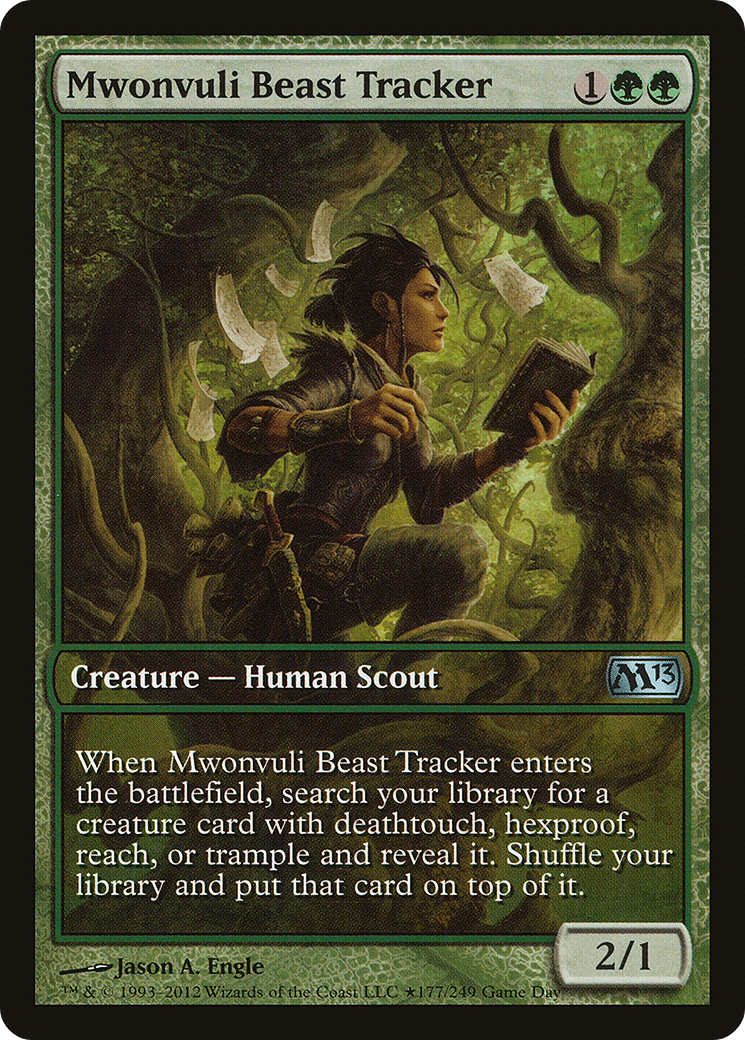 Mwonvuli Beast Tracker 1
Creature — Human Scout M13
When Mwonvuli Beast Tracker enters
the battlefield, search your library for a
creature card with deathtouch, hexproof,
reach, or trample and reveal it. Shuffle your
library and put that card on top of it.
2/1
Jason A. Engle
™ & © 1993–2012 Wizards of the Coast LLC ★177/249 Game Day